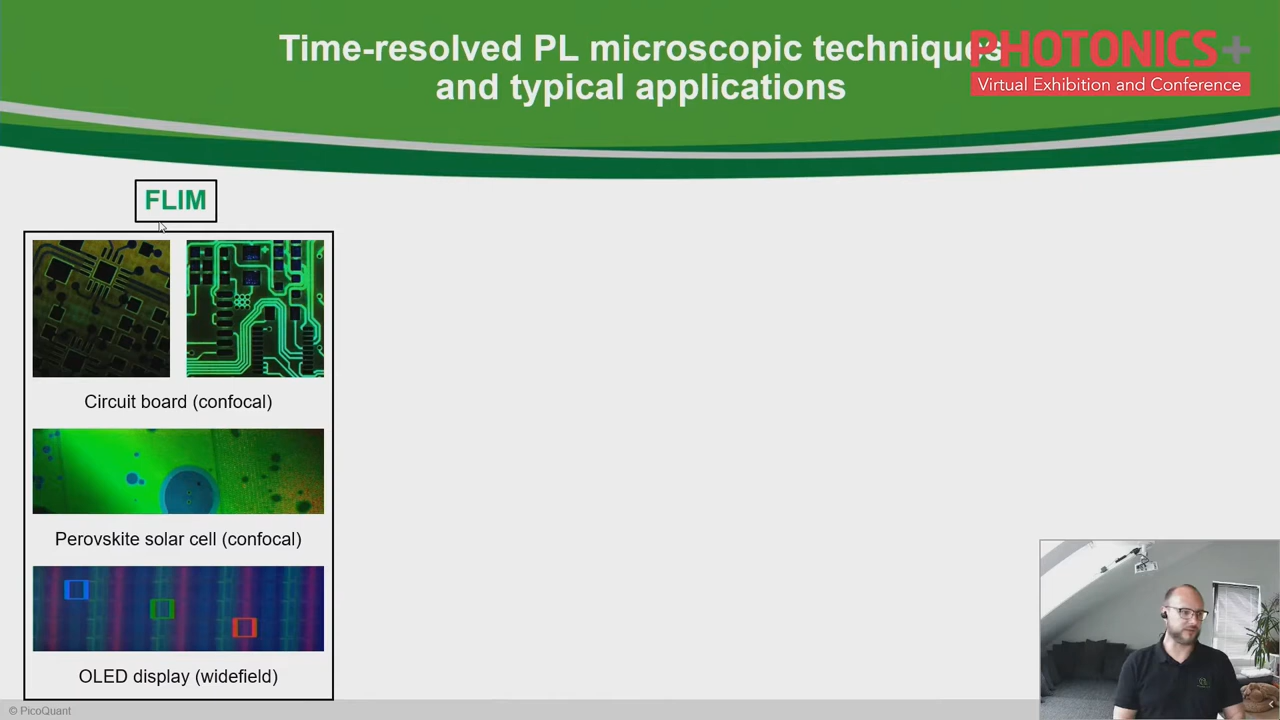 Time-resolved PL microscopic techniques
and typical applications
PHOTONICS+
Virtual Exhibition and Conference
FLIM
Circuit board (confocal)
Perovskite solar cell (confocal)
OLED display (widefield)
© PicoQuant